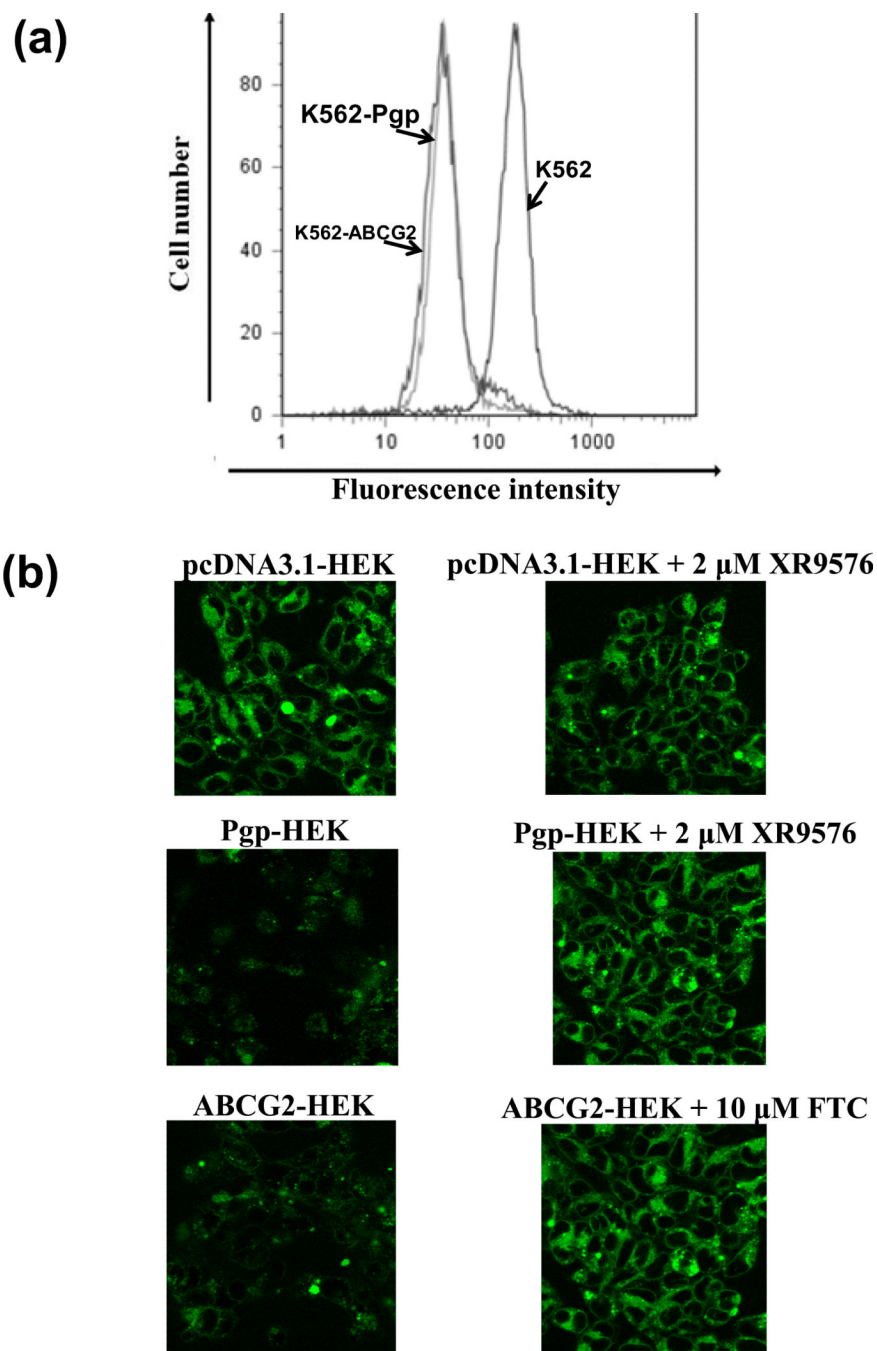 (a)
Cell number
80
60
40
20
0
K562-Pgp
K562
K562-ABCG2
1
10
100
1000
Fluorescence intensity
(b)
pcDNA3.1-HEK
pcDNA3.1-HEK + 2 μM XR9576
Pgp-HEK
Pgp-HEK + 2 μM XR9576
ABCG2-HEK
ABCG2-HEK + 10 μM FTC